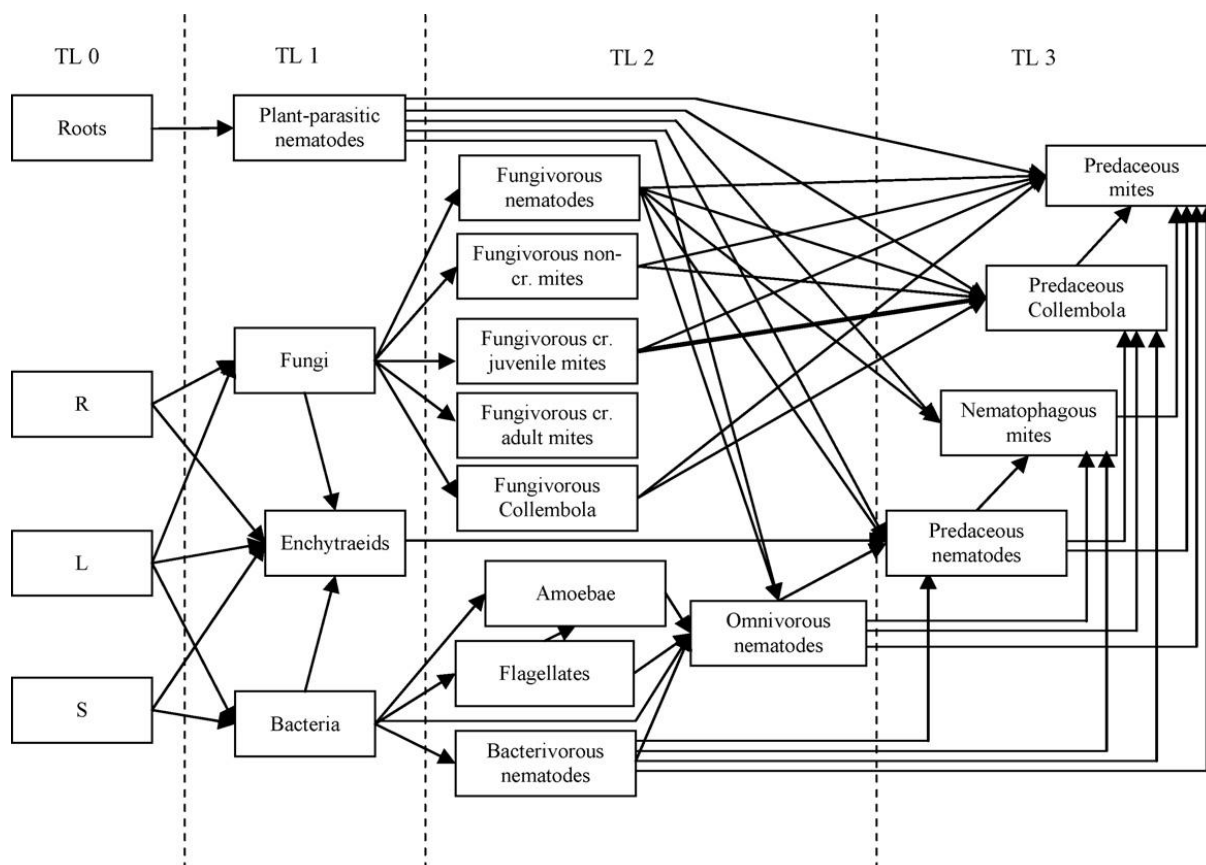 TL 0
TL 1
TL 2
TL 3
Roots
Plant-parasitic
nematodes
Predaceous
mites
Fungivorous
nematodes
Fungivorous non-
cr. mites
Predaceous
Collembola
Fungi
Fungivorous cr.
juvenile mites
R
Fungivorous cr.
adult mites
Nematophagous
mites
Fungivorous
Collembola
L
Enchytraeids
Predaceous
nematodes
Amoebae
Omnivorous
nematodes
Flagellates
S
Bacteria
Bacterivorous
nematodes